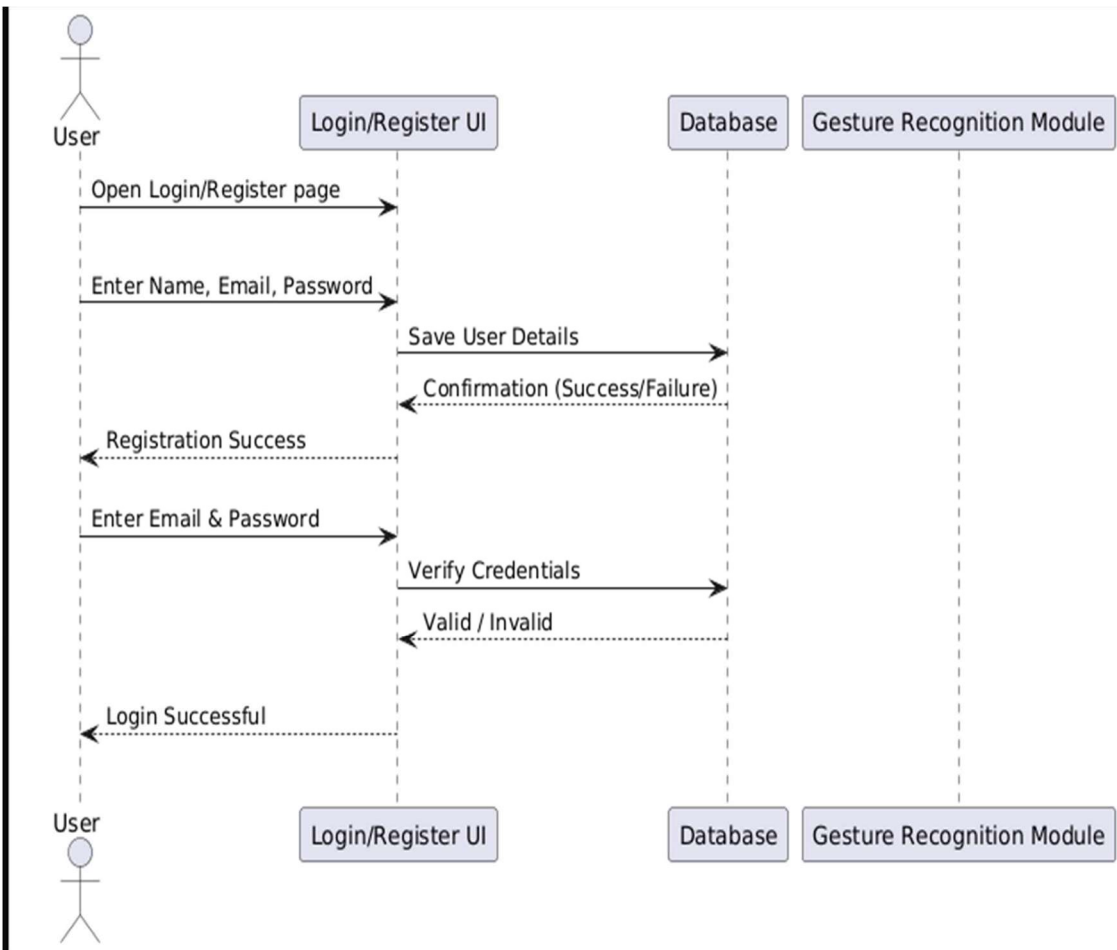 User
Login/Register UI
Database
Gesture Recognition Module
Open Login/Register page
Enter Name, Email, Password
Save User Details
Confirmation (Success/Failure)
Registration Success
Enter Email & Password
Verify Credentials
Valid / Invalid
Login Successful
User
Login/Register UI
Database
Gesture Recognition Module